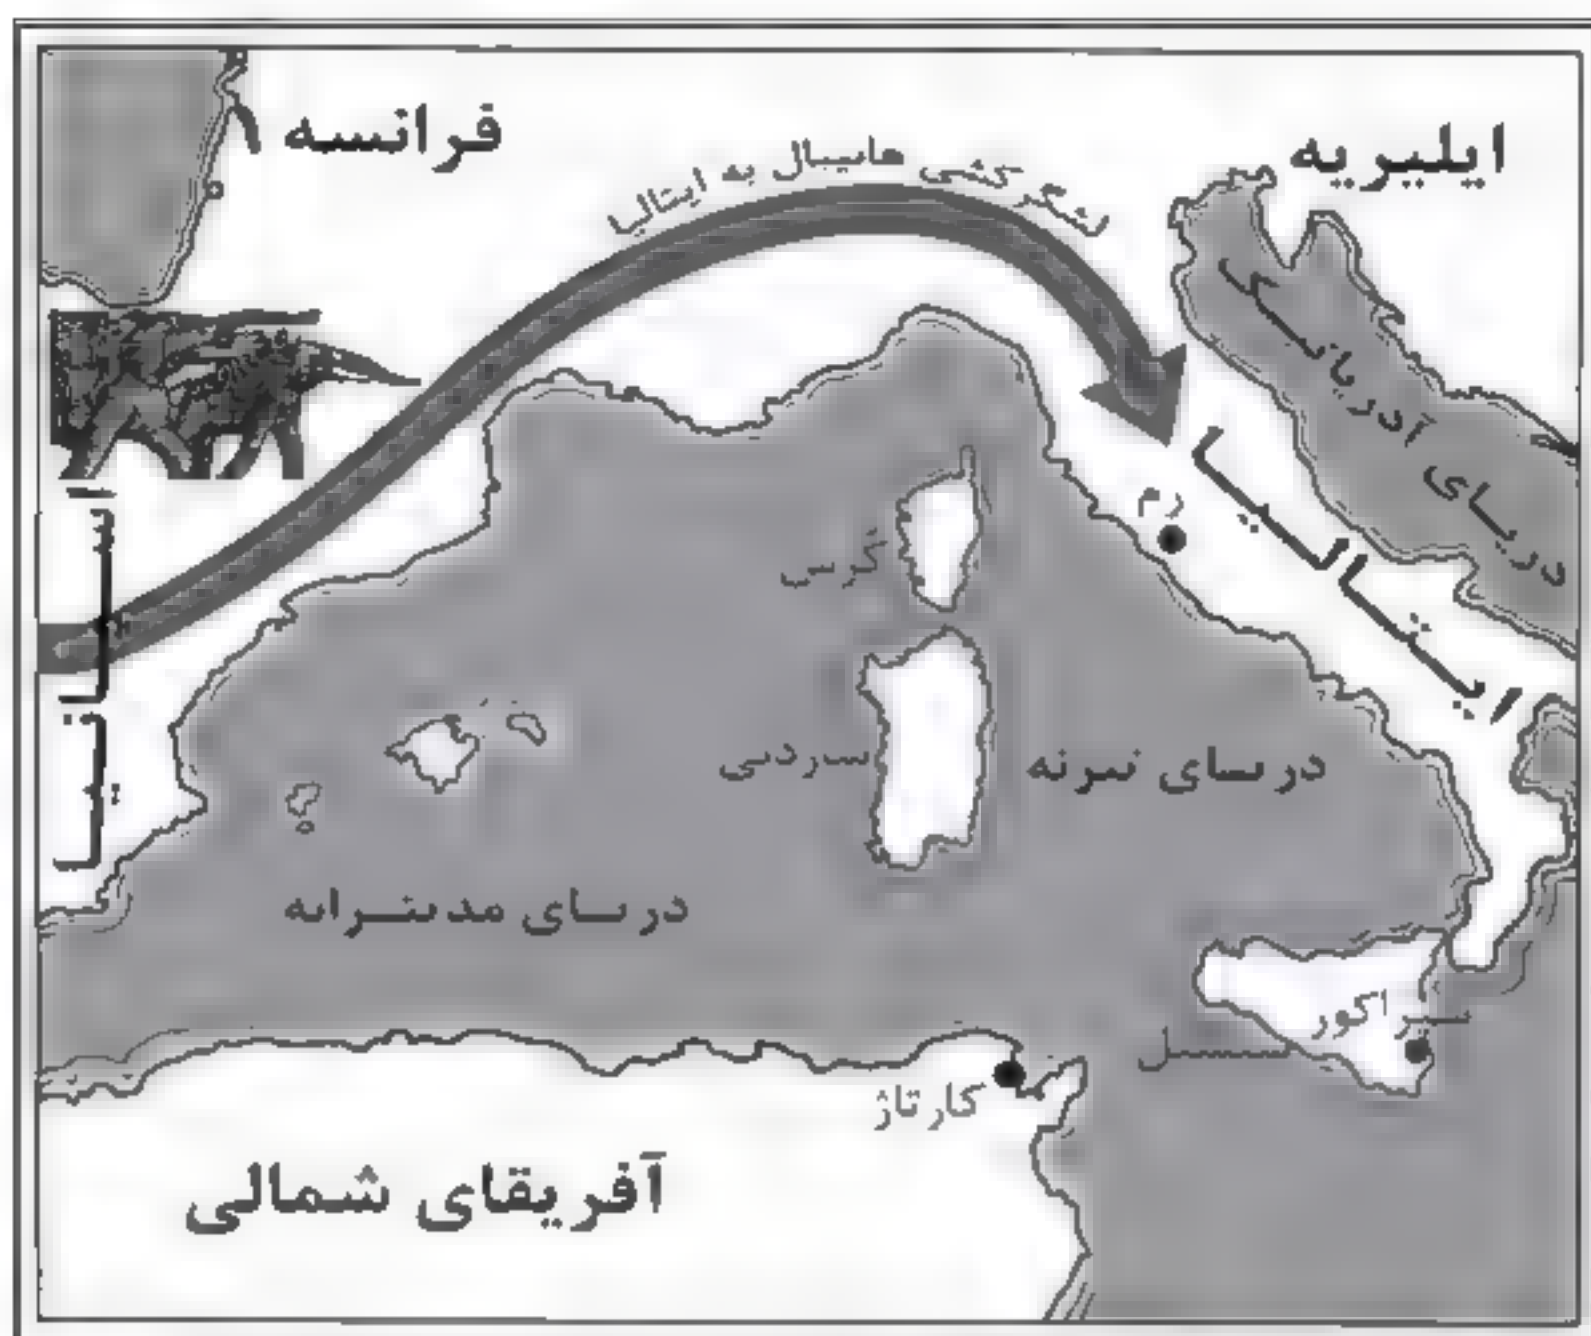 فرانسه
ایلیریه
لشگرکشی هانیبال به ایتالیا
دریای آدریاتیک
ایتالیا
رم
کرس
اسپانیا
سردنی
دریای تیرنه
دریای مدیترانه
سیراکوز
سیسیل
کارتاژ
آفریقای شمالی